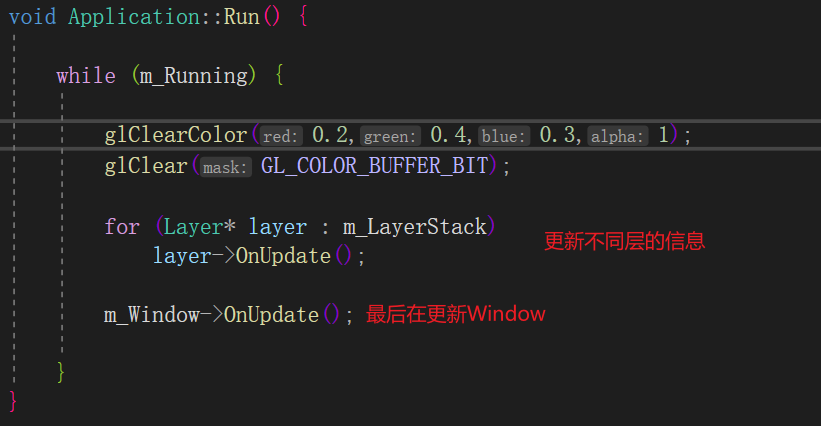 void Application::Run() {
while (m_Running) {
glClearColor(red: 0.2,green: 0.4,blue: 0.3,alpha: 1);
glClear(mask: GL_COLOR_BUFFER_BIT);
for (Layer* layer : m_LayerStack)
更新不同层的信息
layer->OnUpdate();
m_Window->OnUpdate(); 最后在更新Window
}
}